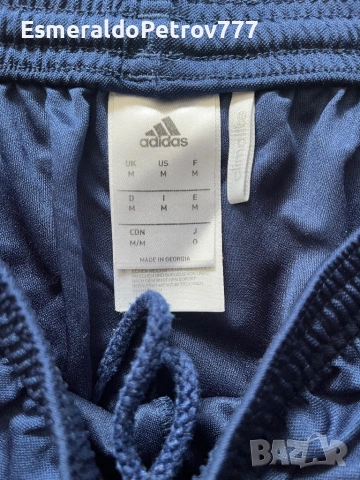 EsmeraldoPetrov777
adidas
climalite
UK US F
M M M
D I E
M M M
CDN J
M/M O
MADE IN GEORGIA
BAZAR